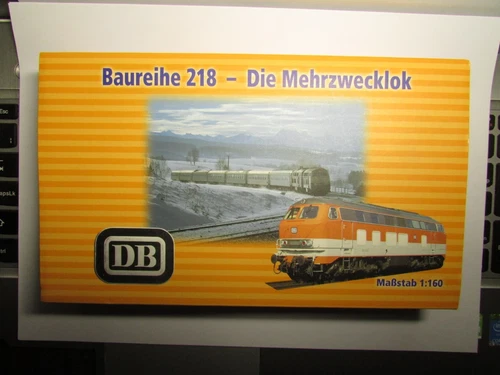 Baureihe 218 – Die Mehrzwecklok
DB
Maßstab 1:160